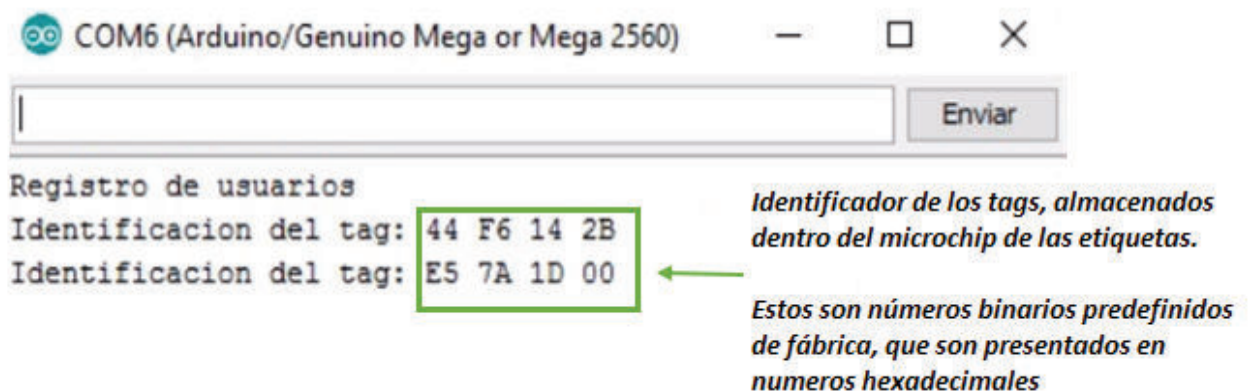 COM6 (Arduino/Genuino Mega or Mega 2560)
Enviar
Registro de usuarios
Identificacion del tag: 44 F6 14 2B
Identificacion del tag: E5 7A 1D 00
Identificador de los tags, almacenados
dentro del microchip de las etiquetas.
Estos son números binarios predefinidos
de fábrica, que son presentados en
numeros hexadecimales